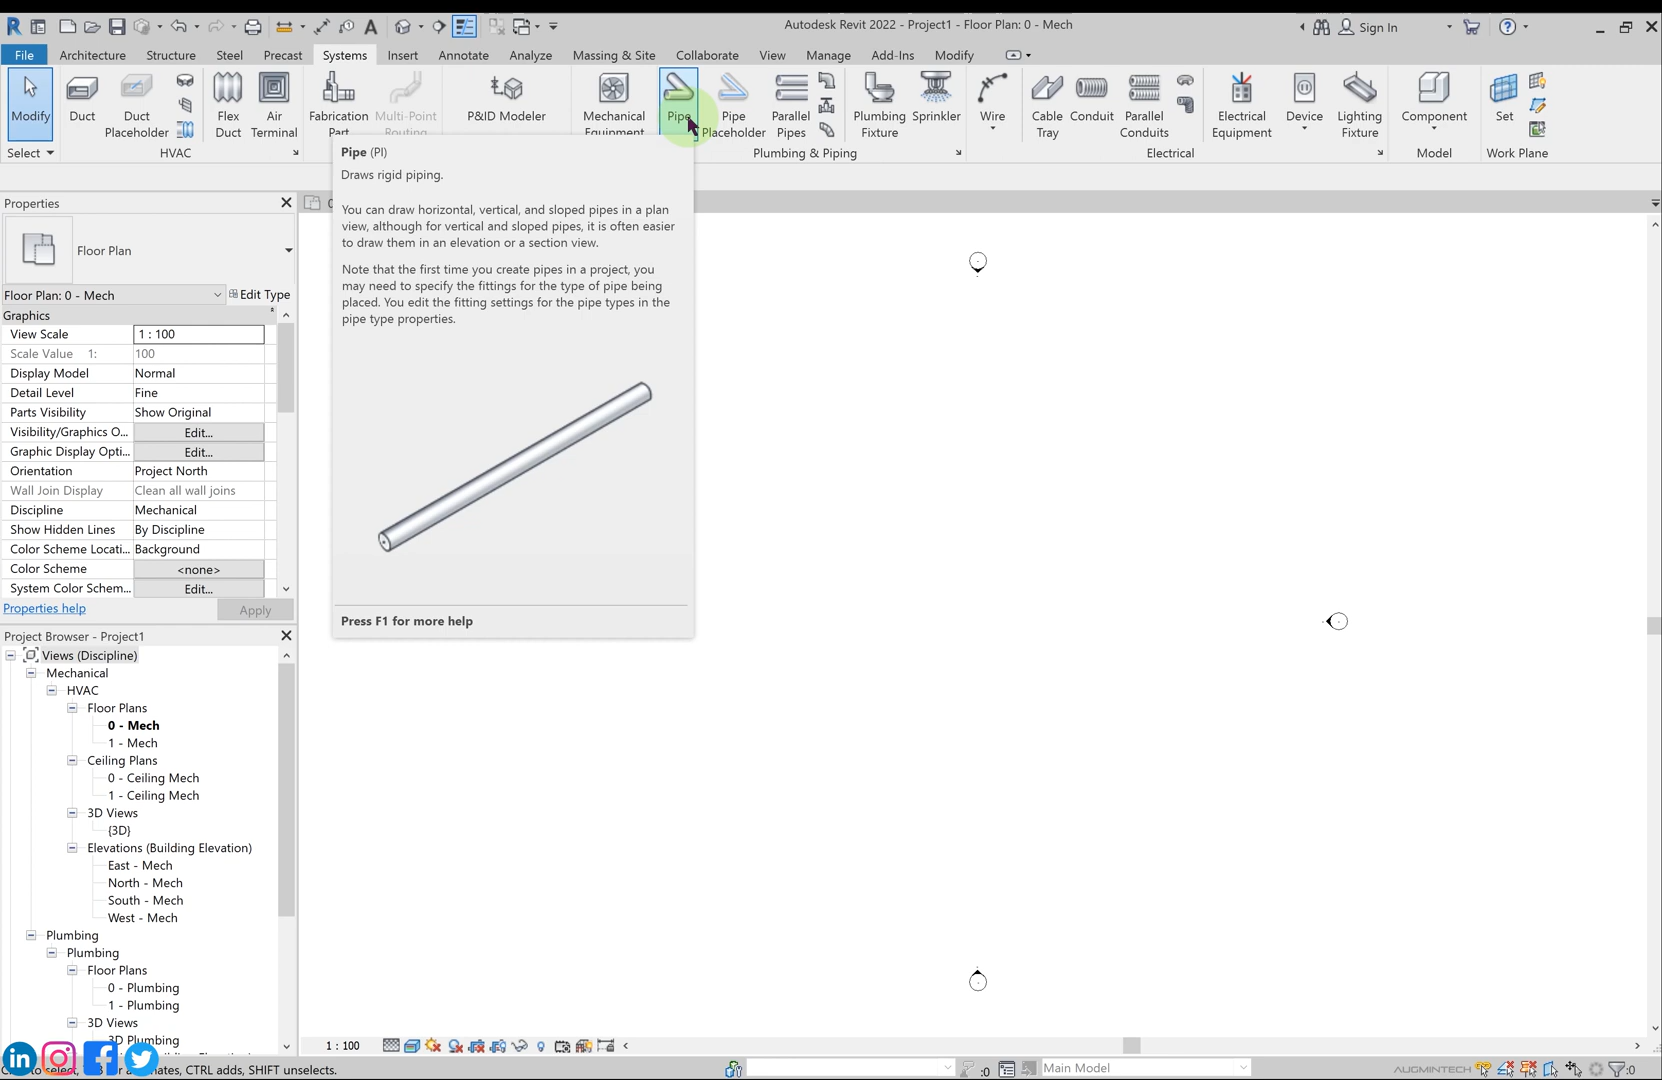 Autodesk Revit 2022 - Project1 - Floor Plan: 0 - Mech
Sign In
File Architecture Structure Steel Precast Systems Insert Annotate Analyze Massing & Site Collaborate View Manage Add-Ins Modify
Modify
Duct
Duct
Placeholder
Flex
Duct
Air
Terminal
Fabrication
Part
Multi-Point
Routing
P&ID Modeler
Mechanical
Equipment
Pipe
Pipe
Placeholder
Parallel
Pipes
Plumbing
Fixture
Sprinkler
Wire
Cable
Tray
Conduit
Parallel
Conduits
Electrical
Equipment
Device
Lighting
Fixture
Component
Set
Select
HVAC
Plumbing & Piping
Electrical
Model
Work Plane
Pipe (PI)
Draws rigid piping.
You can draw horizontal, vertical, and sloped pipes in a plan
view, although for vertical and sloped pipes, it is often easier
to draw them in an elevation or a section view.
Note that the first time you create pipes in a project, you
may need to specify the fittings for the type of pipe being
placed. You edit the fitting settings for the pipe types in the
pipe type properties.
Press F1 for more help
Properties
Floor Plan
Floor Plan: 0 - Mech
Edit Type
Graphics
View Scale 1 : 100
Scale Value 1: 100
Display Model Normal
Detail Level Fine
Parts Visibility Show Original
Visibility/Graphics O... Edit...
Graphic Display Opti... Edit...
Orientation Project North
Wall Join Display Clean all wall joins
Discipline Mechanical
Show Hidden Lines By Discipline
Color Scheme Locati... Background
Color Scheme <none>
System Color Schem... Edit...
Properties help
Apply
Project Browser - Project1
Views (Discipline)
Mechanical
HVAC
Floor Plans
0 - Mech
1 - Mech
Ceiling Plans
0 - Ceiling Mech
1 - Ceiling Mech
3D Views
{3D}
Elevations (Building Elevation)
East - Mech
North - Mech
South - Mech
West - Mech
Plumbing
Plumbing
Floor Plans
0 - Plumbing
1 - Plumbing
3D Views
3D Plumbing
1 : 100
select, CTRL adds, SHIFT unselects.
:0
Main Model
AUGMINTECH
:0